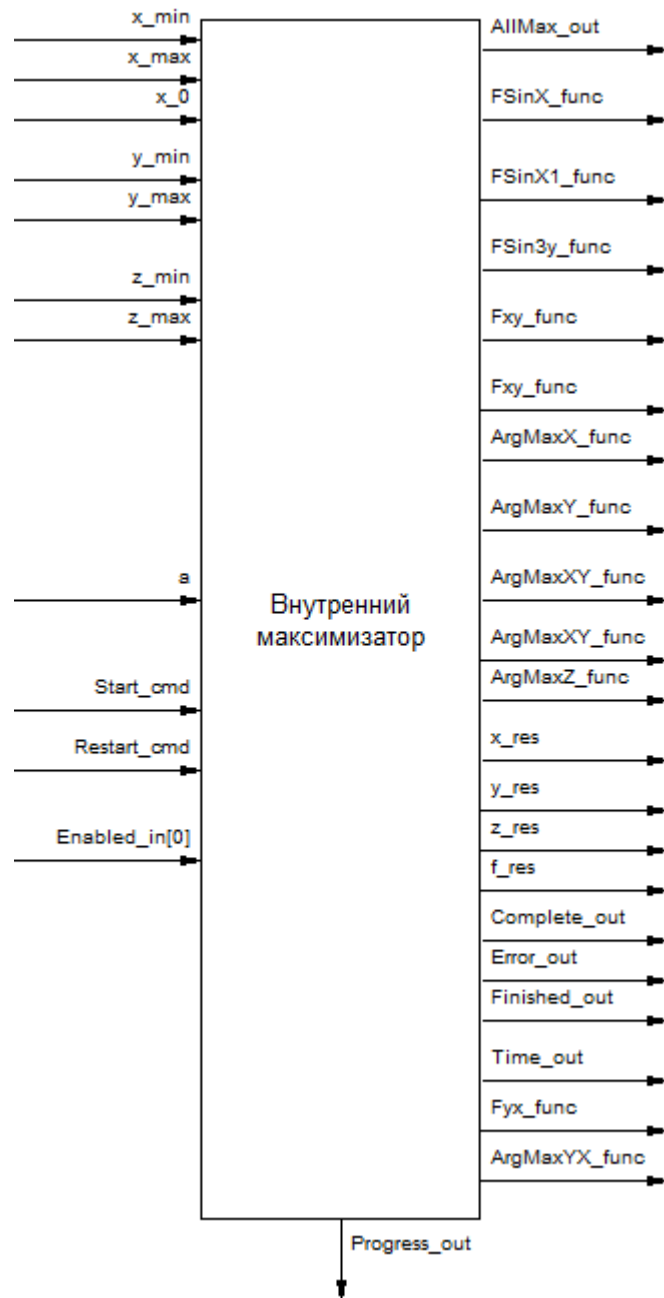 x_min
x_max
x_0
y_min
y_max
z_min
z_max
a
Start_cmd
Restart_cmd
Enabled_in[0]
Внутренний
максимизатор
AllMax_out
FSinX_func
FSinX1_func
FSin3y_func
Fxy_func
Fxy_func
ArgMaxX_func
ArgMaxY_func
ArgMaxXY_func
ArgMaxXY_func
ArgMaxZ_func
x_res
y_res
z_res
f_res
Complete_out
Error_out
Finished_out
Time_out
Fyx_func
ArgMaxYX_func
Progress_out